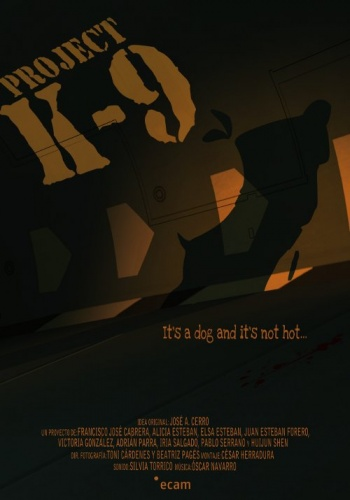 PROJECT
K-9
It's a dog and it's not hot...
IDEA ORIGINAL: JOSÉ A. CERRO
UN PROYECTO DE: FRANCISCO JOSÉ CABRERA, ALICIA ESTEBAN, ELSA ESTEBAN, JUAN ESTEBAN FORERO,
VICTORIA GONZÁLEZ, ADRIÁN PARRA, IRIA SALGADO, PABLO SERRANO Y HUIJUN SHEN
DIR. FOTOGRAFÍA: TONI CÁRDENES Y BEATRIZ PAGÉS MONTAJE: CÉSAR HERRADURA
SONIDO: SILVIA TORRICO MÚSICA: ÓSCAR NAVARRO
ecam